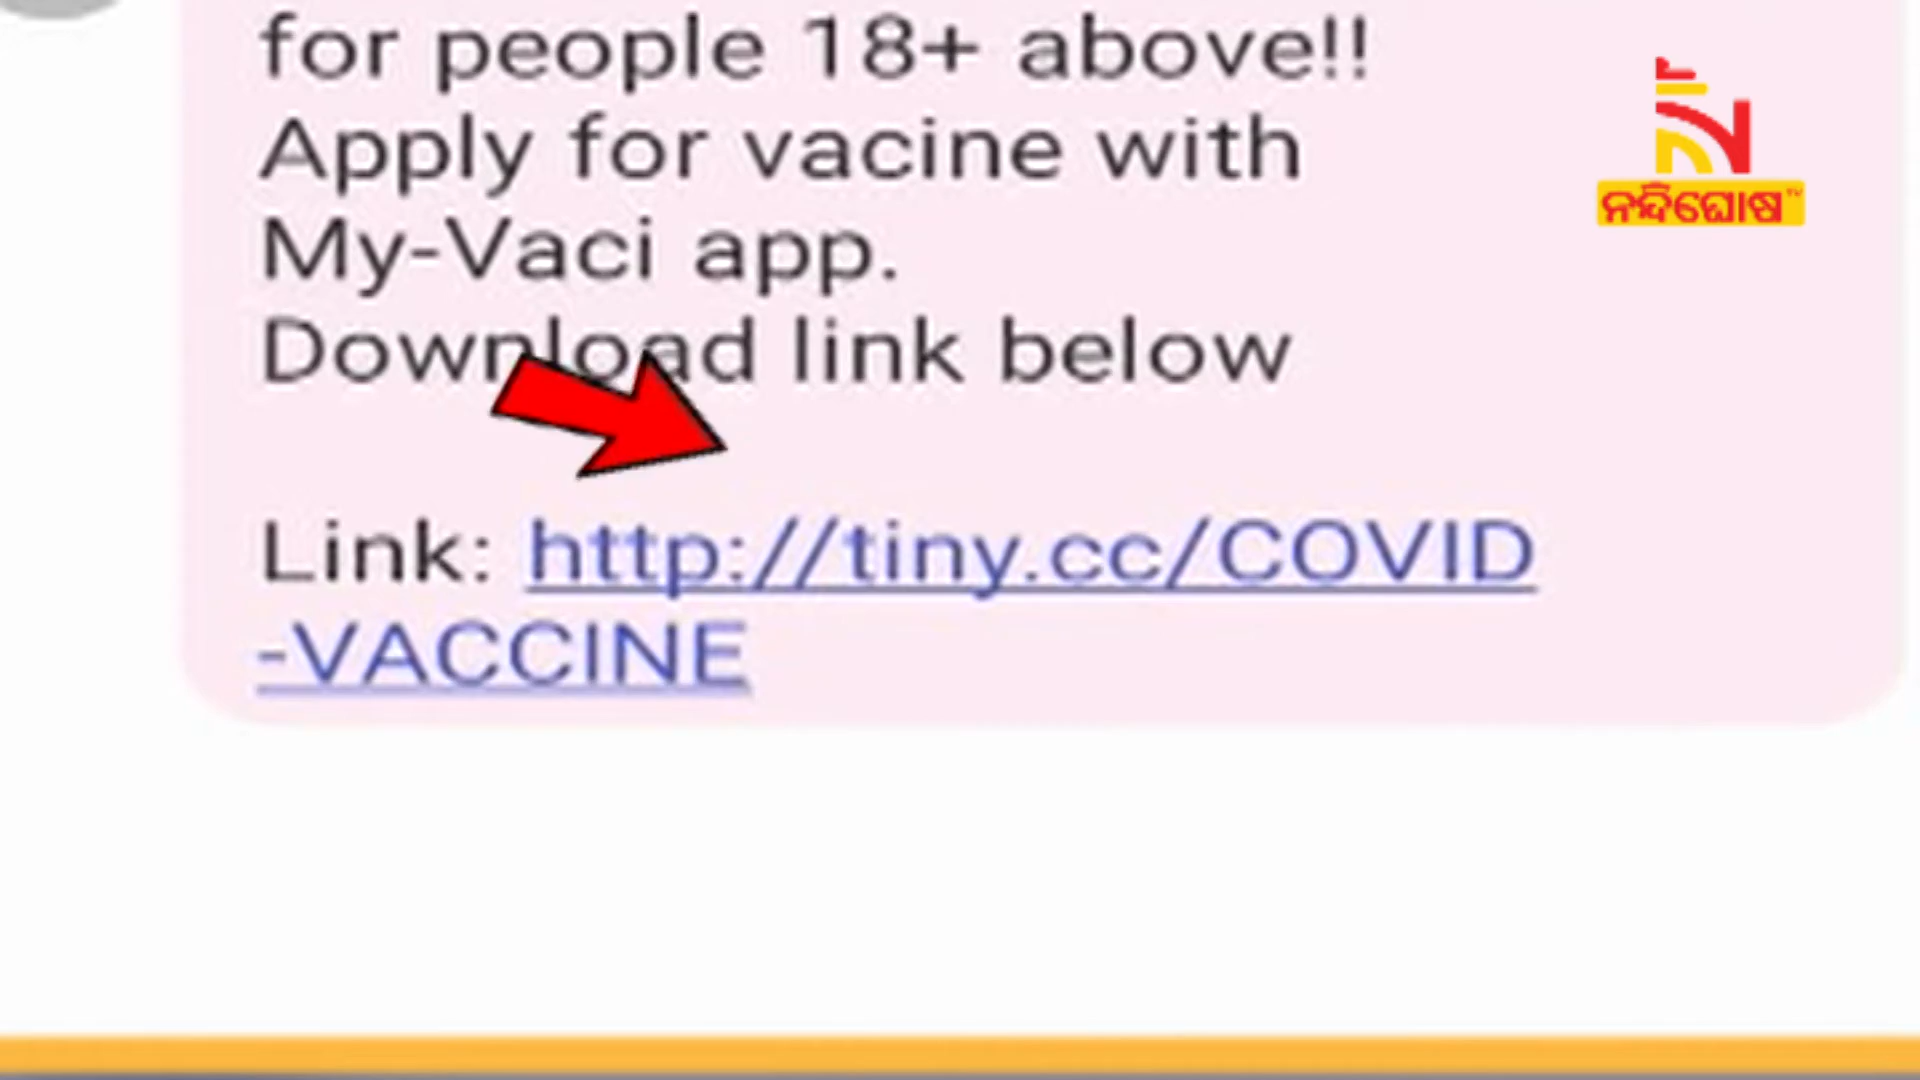 for people 18+ above!!
Apply for vacine with
My-Vaci app.
Download link below
Link: http://tiny.cc/COVID
-VACCINE
ନନ୍ଦିଘୋଷ TV